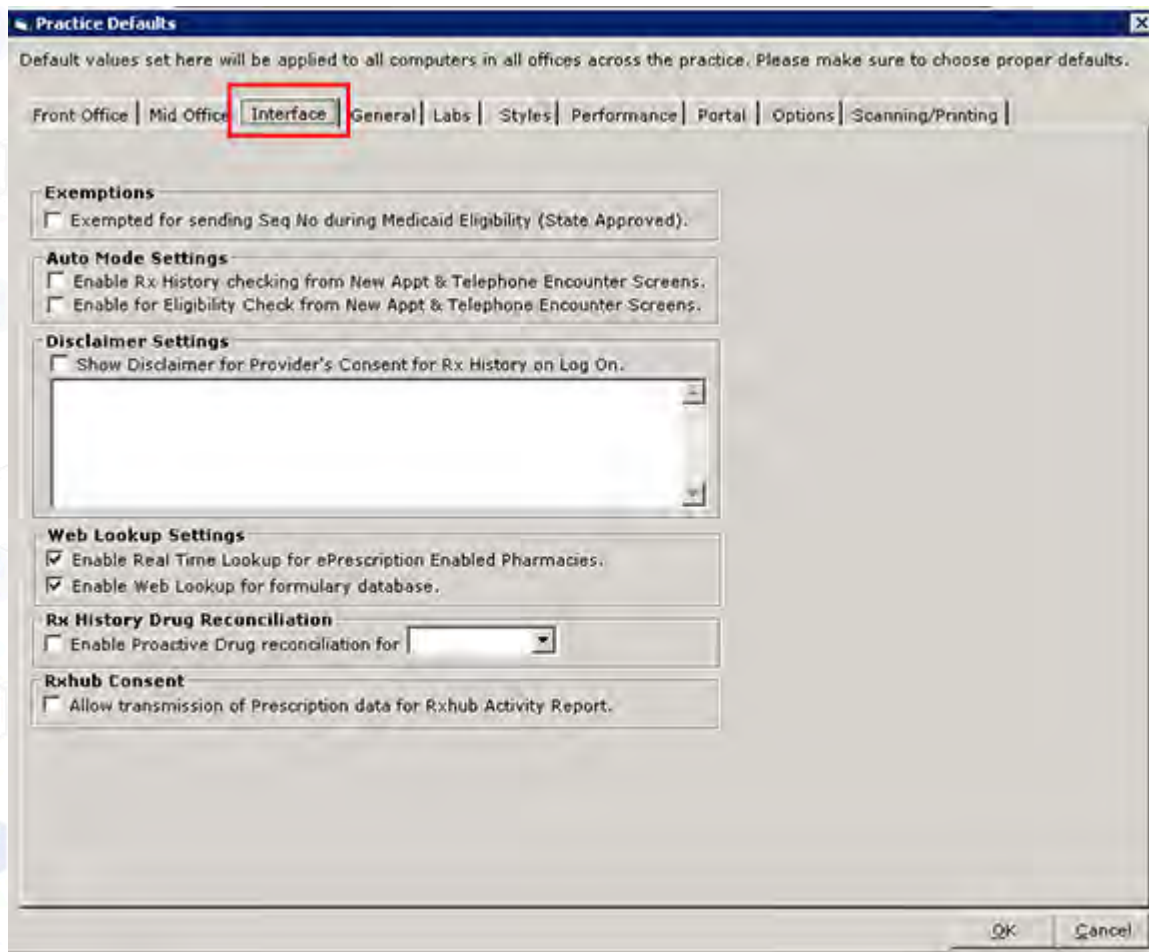 Practice Defaults
Default values set here will be applied to all computers in all offices across the practice. Please make sure to choose proper defaults.
Front Office Mid Office Interface General Labs Styles Performance Portal Options Scanning/Printing
Exemptions
Exempted for sending Seq No during Medicaid Eligibility (State Approved).
Auto Mode Settings
Enable Rx History checking from New Appt & Telephone Encounter Screens.
Enable for Eligibility Check from New Appt & Telephone Encounter Screens.
Disclaimer Settings
Show Disclaimer for Provider's Consent for Rx History on Log On.
Web Lookup Settings
Enable Real Time Lookup for ePrescription Enabled Pharmacies.
Enable Web Lookup for formulary database.
Rx History Drug Reconciliation
Enable Proactive Drug reconciliation for
Rxhub Consent
Allow transmission of Prescription data for Rxhub Activity Report.
OK Cancel